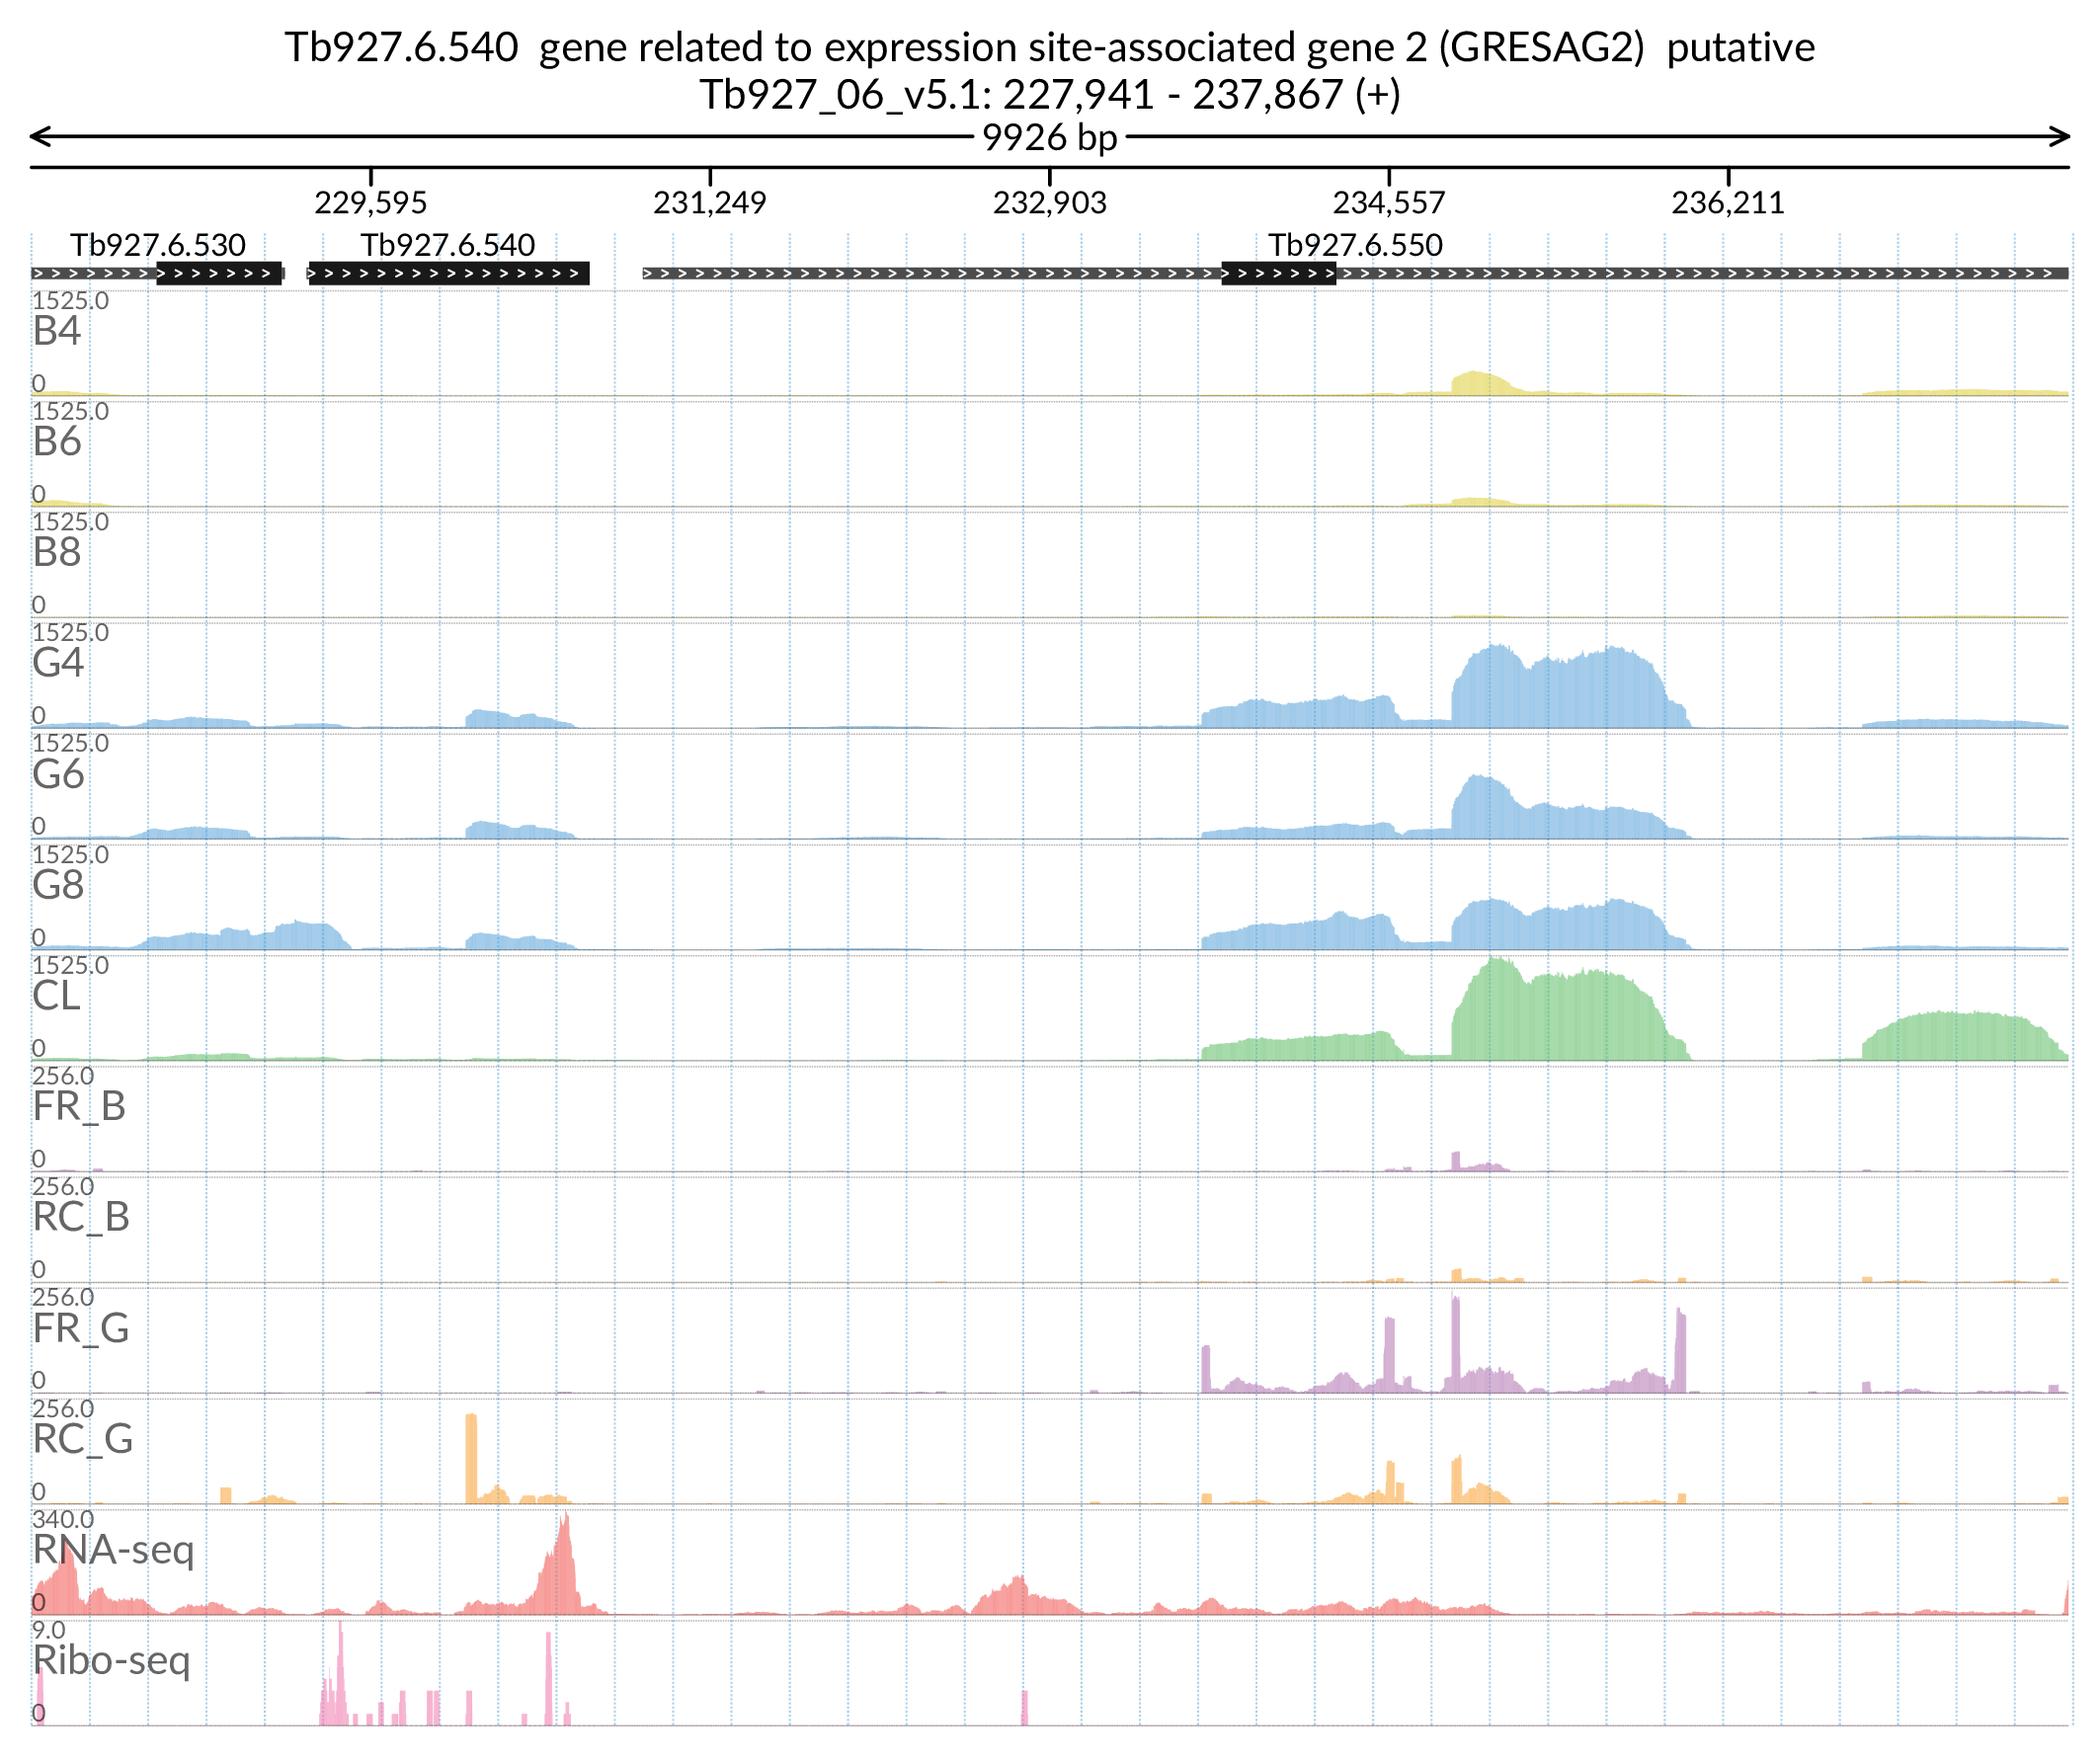 Tb927.6.540 gene related to expression site-associated gene 2 (GRESAG2) putative
Tb927_06_v5.1: 227,941 - 237,867 (+)
9926 bp
229,595 231,249 232,903 234,557 236,211
Tb927.6.530 Tb927.6.540 Tb927.6.550
1525.0
B4
0
1525.0
B6
0
1525.0
B8
0
1525.0
G4
0
1525.0
G6
0
1525.0
G8
0
1525.0
CL
0
256.0
FR_B
0
256.0
RC_B
0
256.0
FR_G
0
256.0
RC_G
0
340.0
RNA-seq
0
9.0
Ribo-seq
0